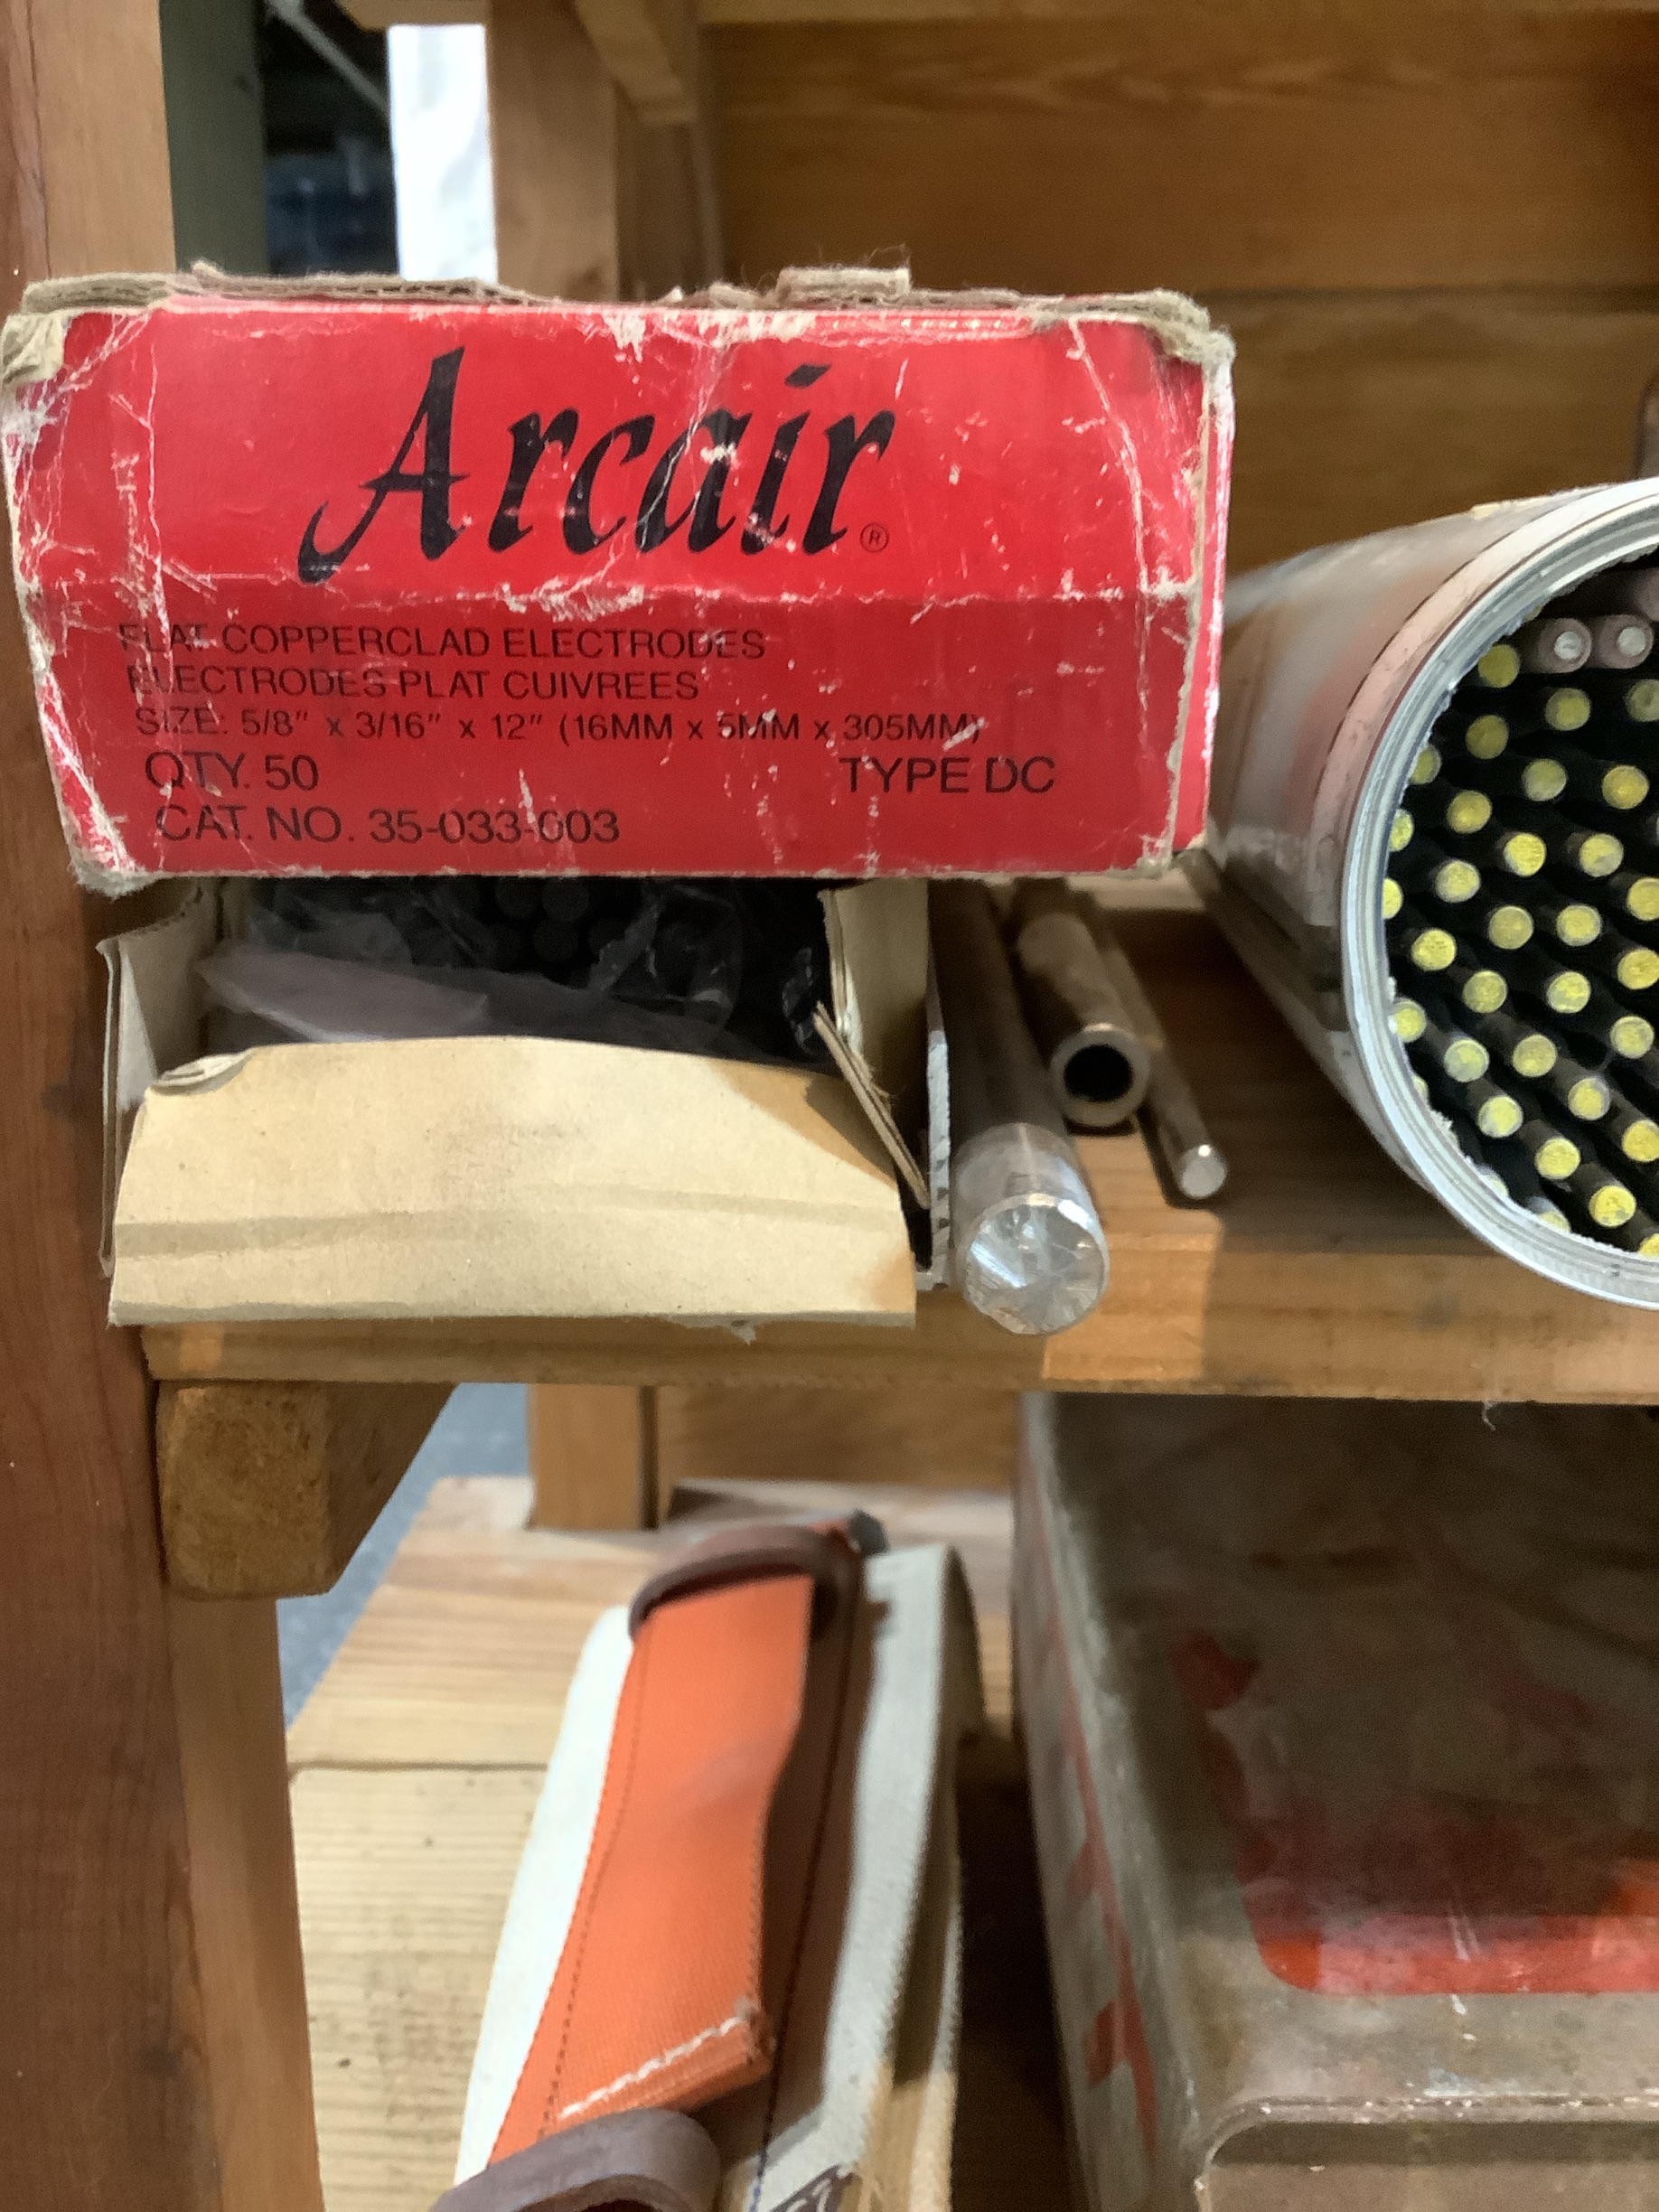 Arcair®
FLAT COPPERCLAD ELECTRODES
ELECTRODES PLAT CUIVREES
SIZE: 5/8" x 3/16" x 12" (16MM x 5MM x 305MM)
QTY. 50 TYPE DC
CAT. NO. 35-033-003